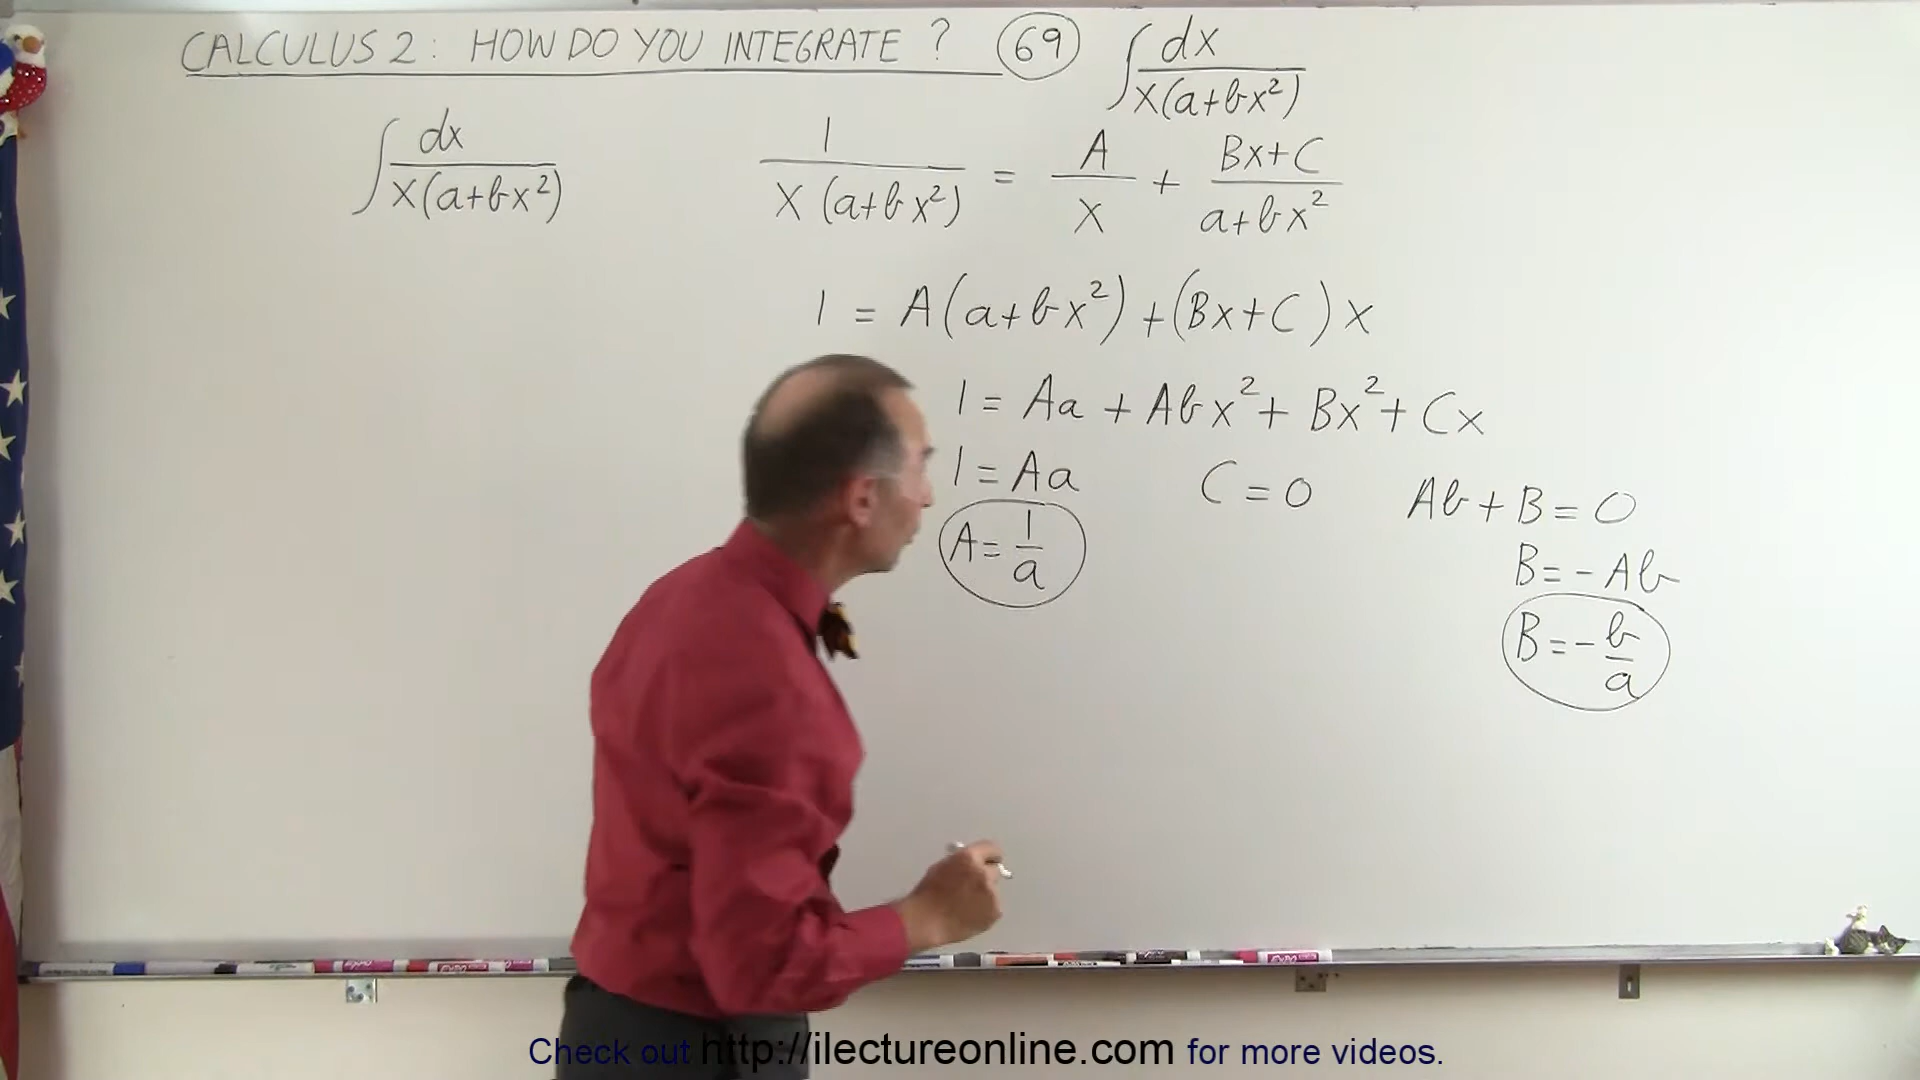 CALCULUS 2: HOW DO YOU INTEGRATE? 69 ∫ dx / x(a+bx²)
∫ dx / x(a+bx²)
1 / x(a+bx²) = A / x + Bx+C / a+bx²
1 = A(a+bx²)+(Bx+C)x
1 = Aa + Abx²+ Bx²+ Cx
1 = Aa C = 0 Ab+B = 0
A = 1/a B = -Ab
B = -b/a
Check out http://ilectureonline.com for more videos.